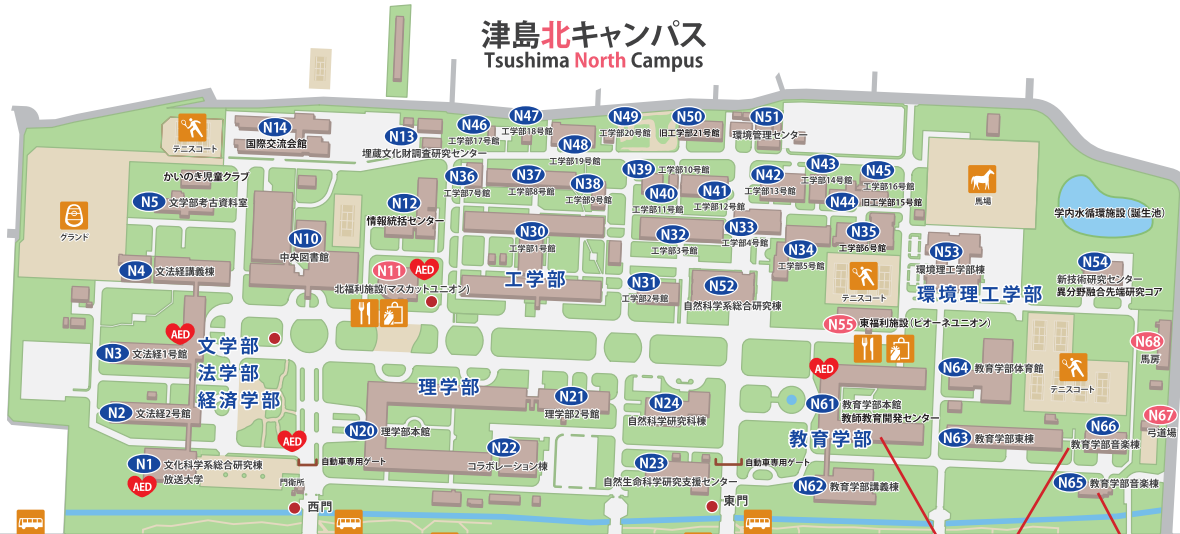 津島北キャンパス
Tsushima North Campus
N47
工学部18号館
N49
工学部20号館
N50
旧工学部21号館
N51
環境管理センター
N14
国際交流会館
テニスコート
N13
埋蔵文化財調査研究センター
N46
工学部17号館
N48
工学部19号館
かいのき児童クラブ
N5
文学部考古資料室
N36
工学部7号館
N37
工学部8号館
N38
工学部9号館
N39
工学部10号館
N40
工学部11号館
N41
工学部12号館
N42
工学部13号館
N43
工学部14号館
N45
工学部16号館
N44
旧工学部15号館
馬場
学内水循環施設(誕生池)
グランド
N12
情報統括センター
N10
中央図書館
N30
工学部1号館
N32
工学部3号館
N33
工学部4号館
N34
工学部5号館
N35
工学部6号館
N53
環境理工学部棟
N54
新技術研究センター
異分野融合先端研究コア
N4
文法経講義棟
N11
AED
北福利施設(マスカットユニオン)
工学部
N31
工学部2号館
N52
自然科学系総合研究棟
テニスコート
環境理工学部
N55
東福利施設(ピオーネユニオン)
AED
N3
文法経1号館
文学部
法学部
経済学部
N68
馬房
理学部
AED
N64
教育学部体育館
テニスコート
N2
文法経2号館
N21
理学部2号館
N24
自然科学研究科棟
N61
教育学部本館
教師教育開発センター
N67
弓道場
AED
N20
理学部本館
N22
コラボレーション棟
教育学部
N63
教育学部東棟
N66
教育学部音楽棟
N1
文化科学系総合研究棟
放送大学
AED
自動車専用ゲート
門衛所
N23
自然生命科学研究支援センター
自動車専用ゲート
N62
教育学部講義棟
N65
教育学部音楽棟
西門
東門